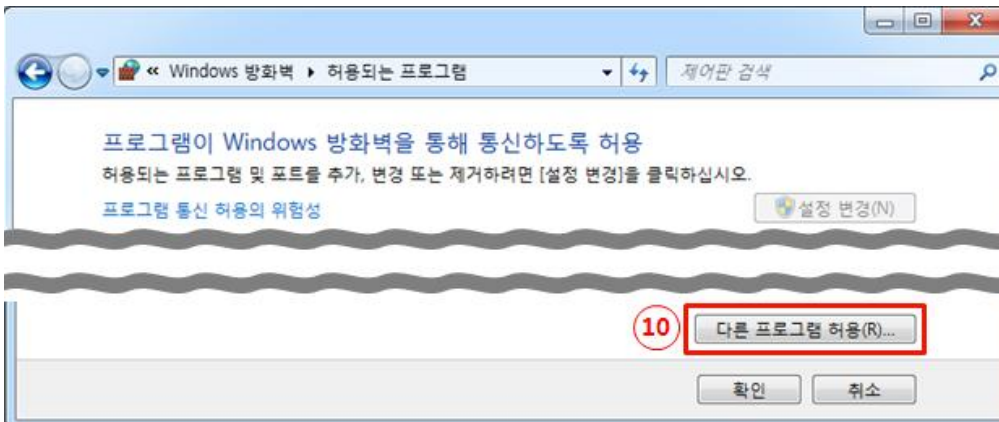 « Windows 방화벽 ▸ 허용되는 프로그램
제어판 검색
프로그램이 Windows 방화벽을 통해 통신하도록 허용
허용되는 프로그램 및 포트를 추가, 변경 또는 제거하려면 [설정 변경]을 클릭하십시오.
프로그램 통신 허용의 위험성
설정 변경(N)
10 다른 프로그램 허용(R)...
확인 취소